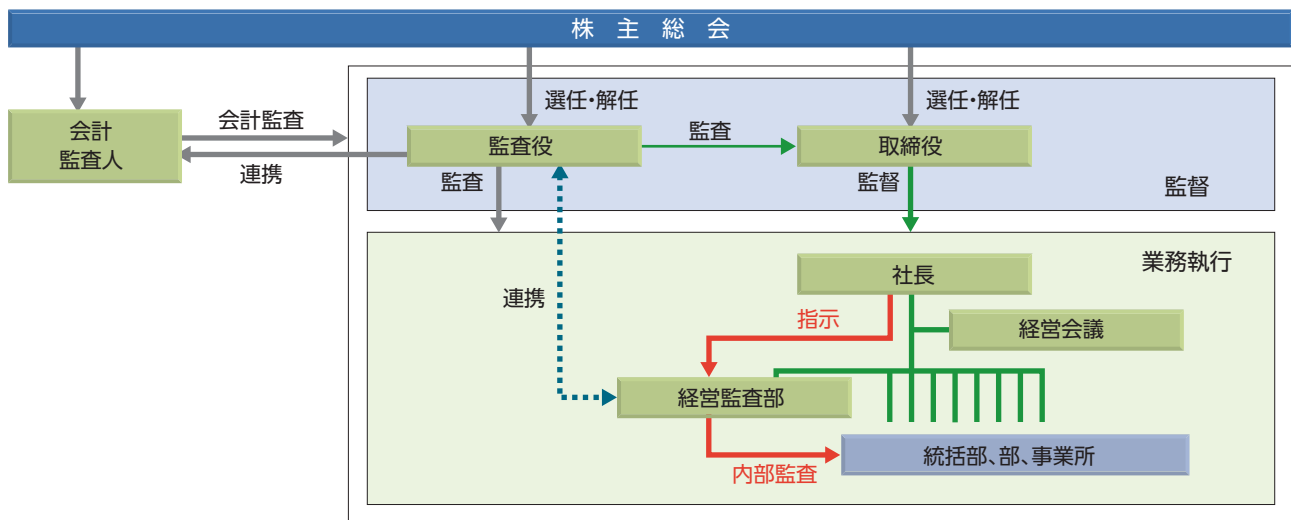 株 主 総 会
選任・解任
選任・解任
会計
監査人
会計監査
連携
監査役
監査
取締役
監査
監督
監督
業務執行
社長
連携
指示
経営会議
経営監査部
統括部、部、事業所
内部監査